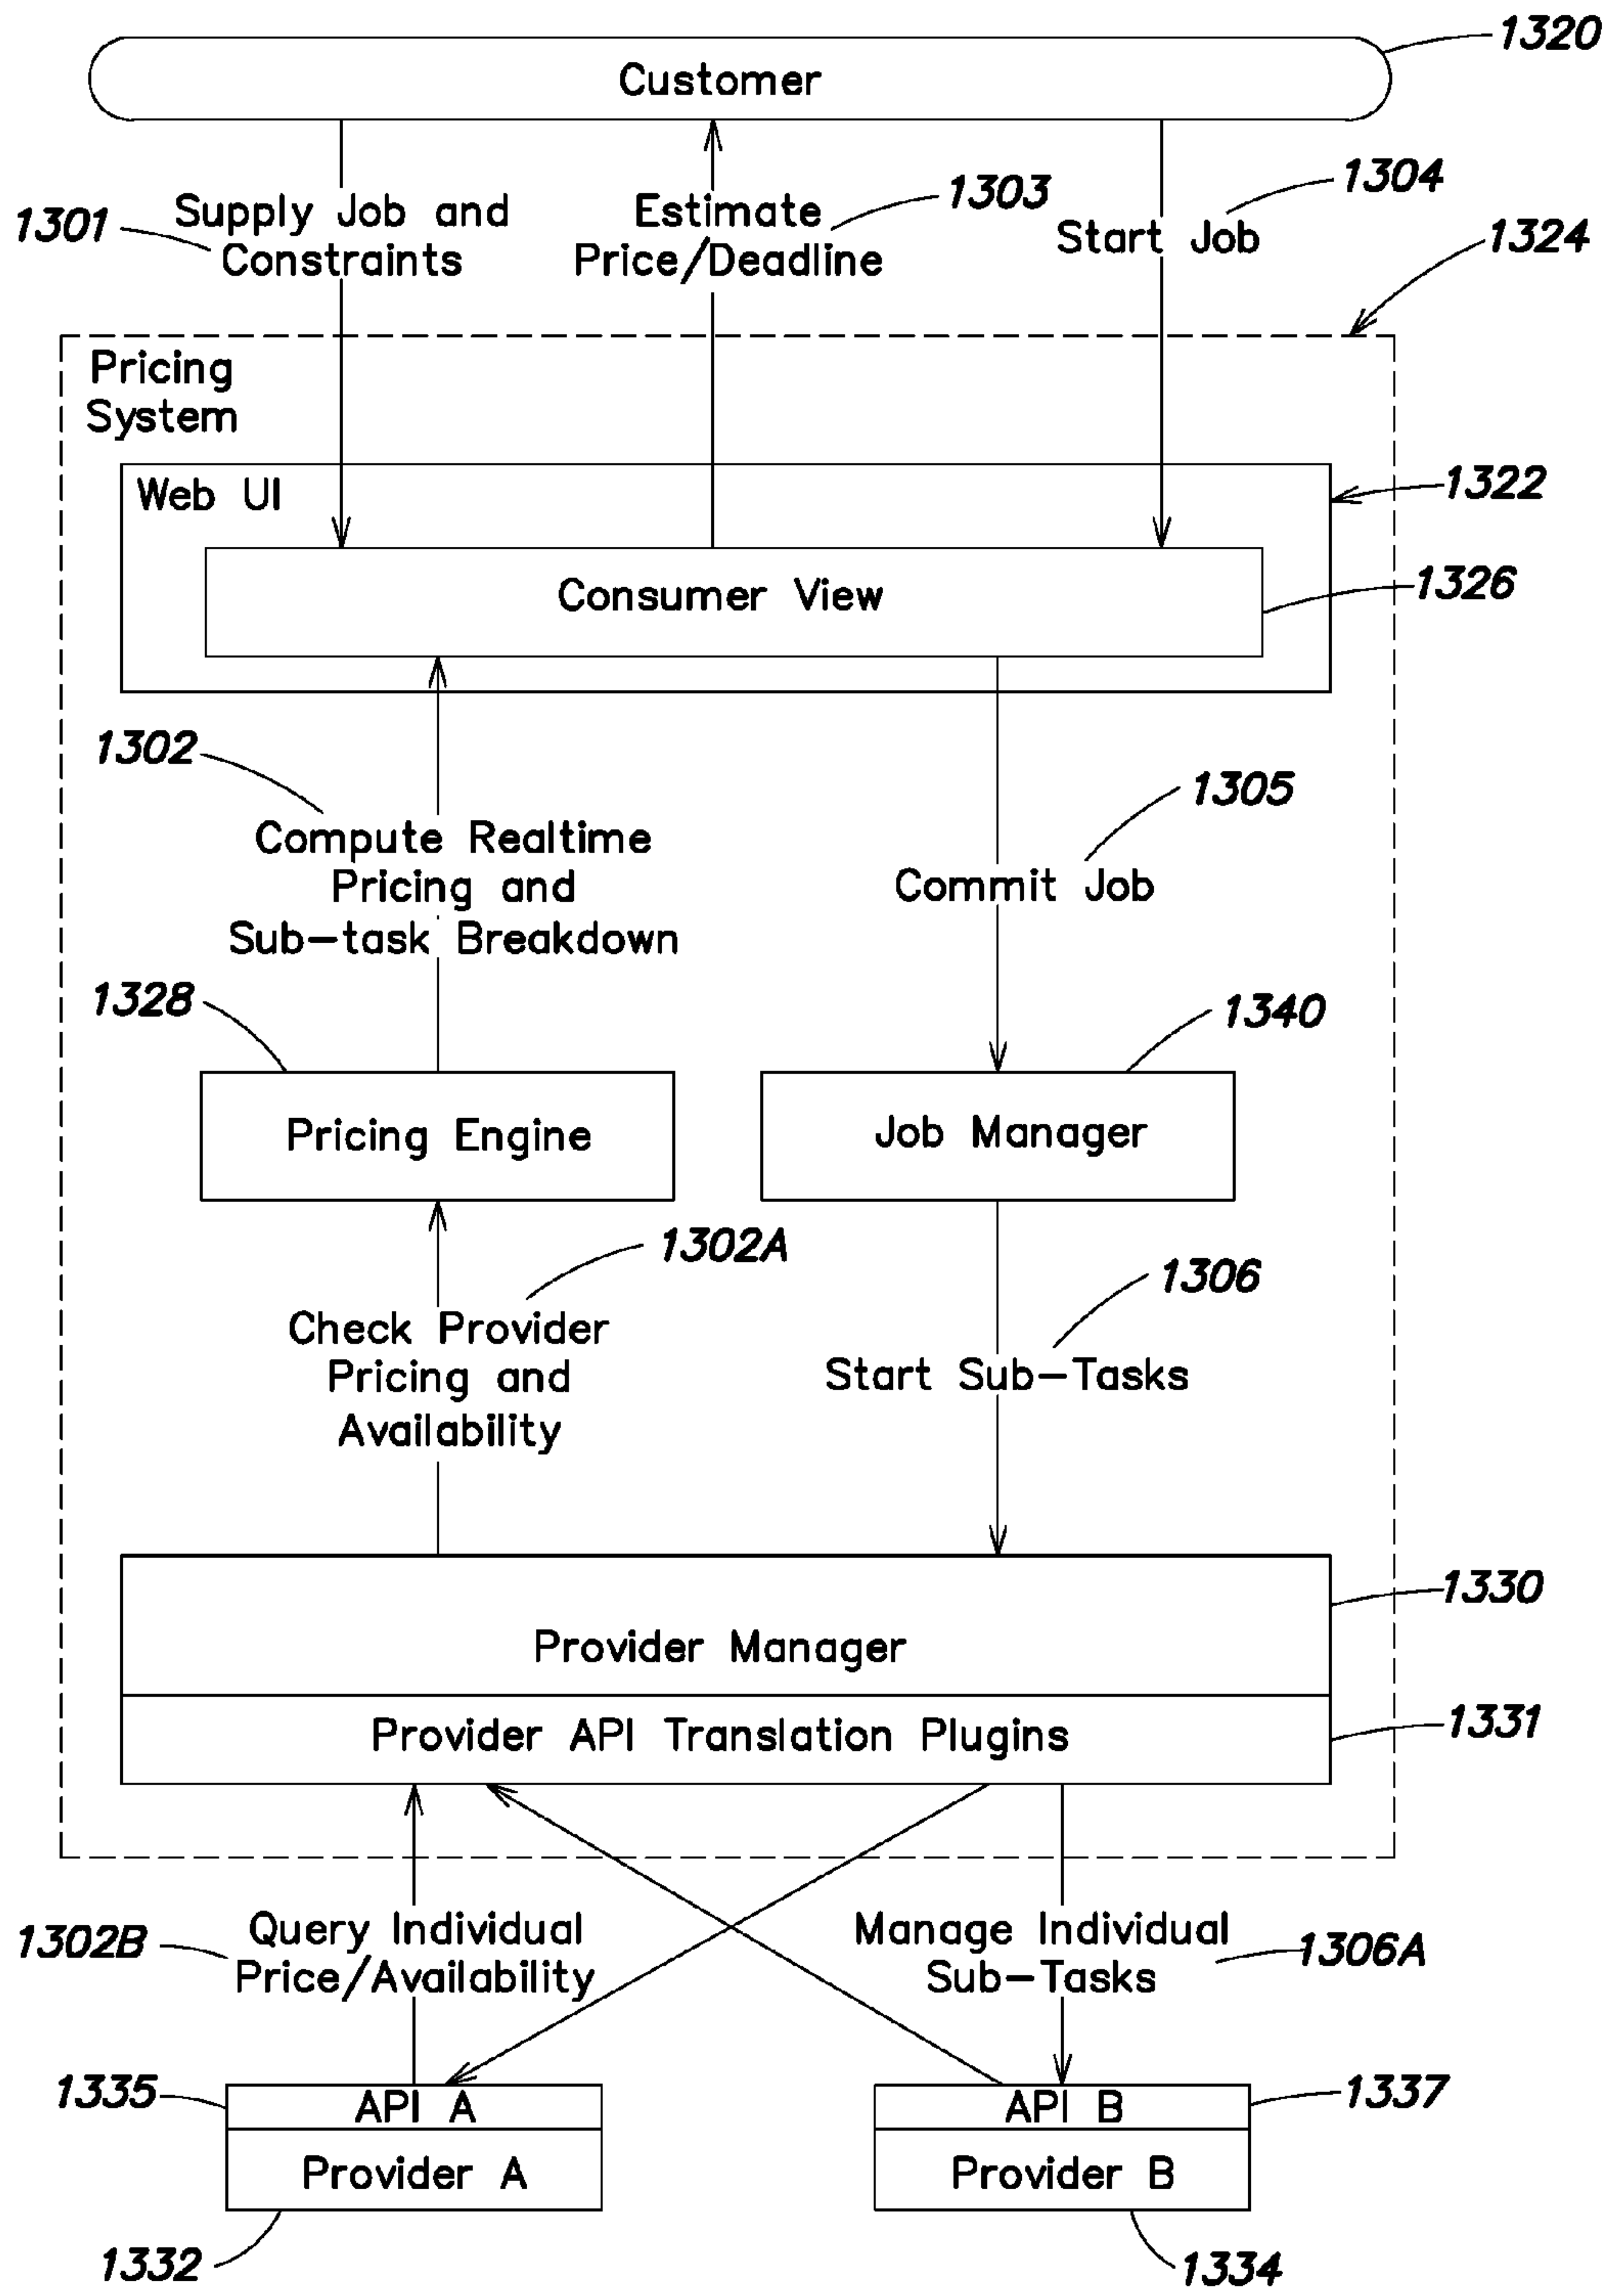 1320
Customer
1304
1303
1301
Supply Job and
Constraints
Estimate
Price/Deadline
Start Job
1324
Pricing
System
Web UI
1322
Consumer View
1326
1302
1305
Compute Realtime
Pricing and
Sub-task Breakdown
Commit Job
1328
1340
Pricing Engine
Job Manager
1302A
1306
Check Provider
Pricing and
Availability
Start Sub-Tasks
1330
Provider Manager
Provider API Translation Plugins
1331
1302B
Query Individual
Price/Availability
Manage Individual
Sub-Tasks
1306A
1335
API A
API B
1337
Provider A
Provider B
1332
1334